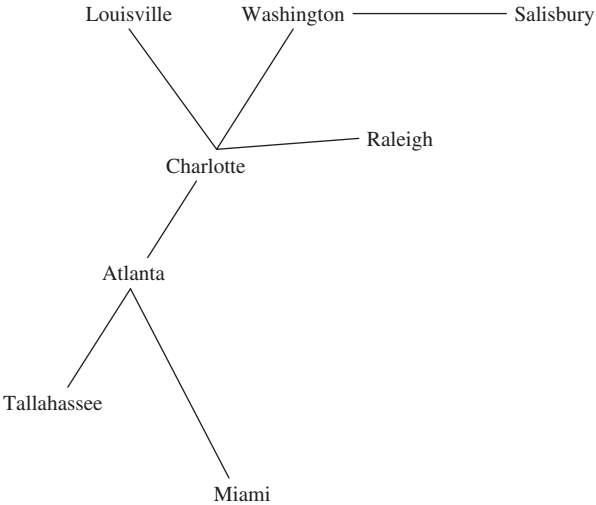 Louisville
Washington
Salisbury
Raleigh
Charlotte
Atlanta
Tallahassee
Miami